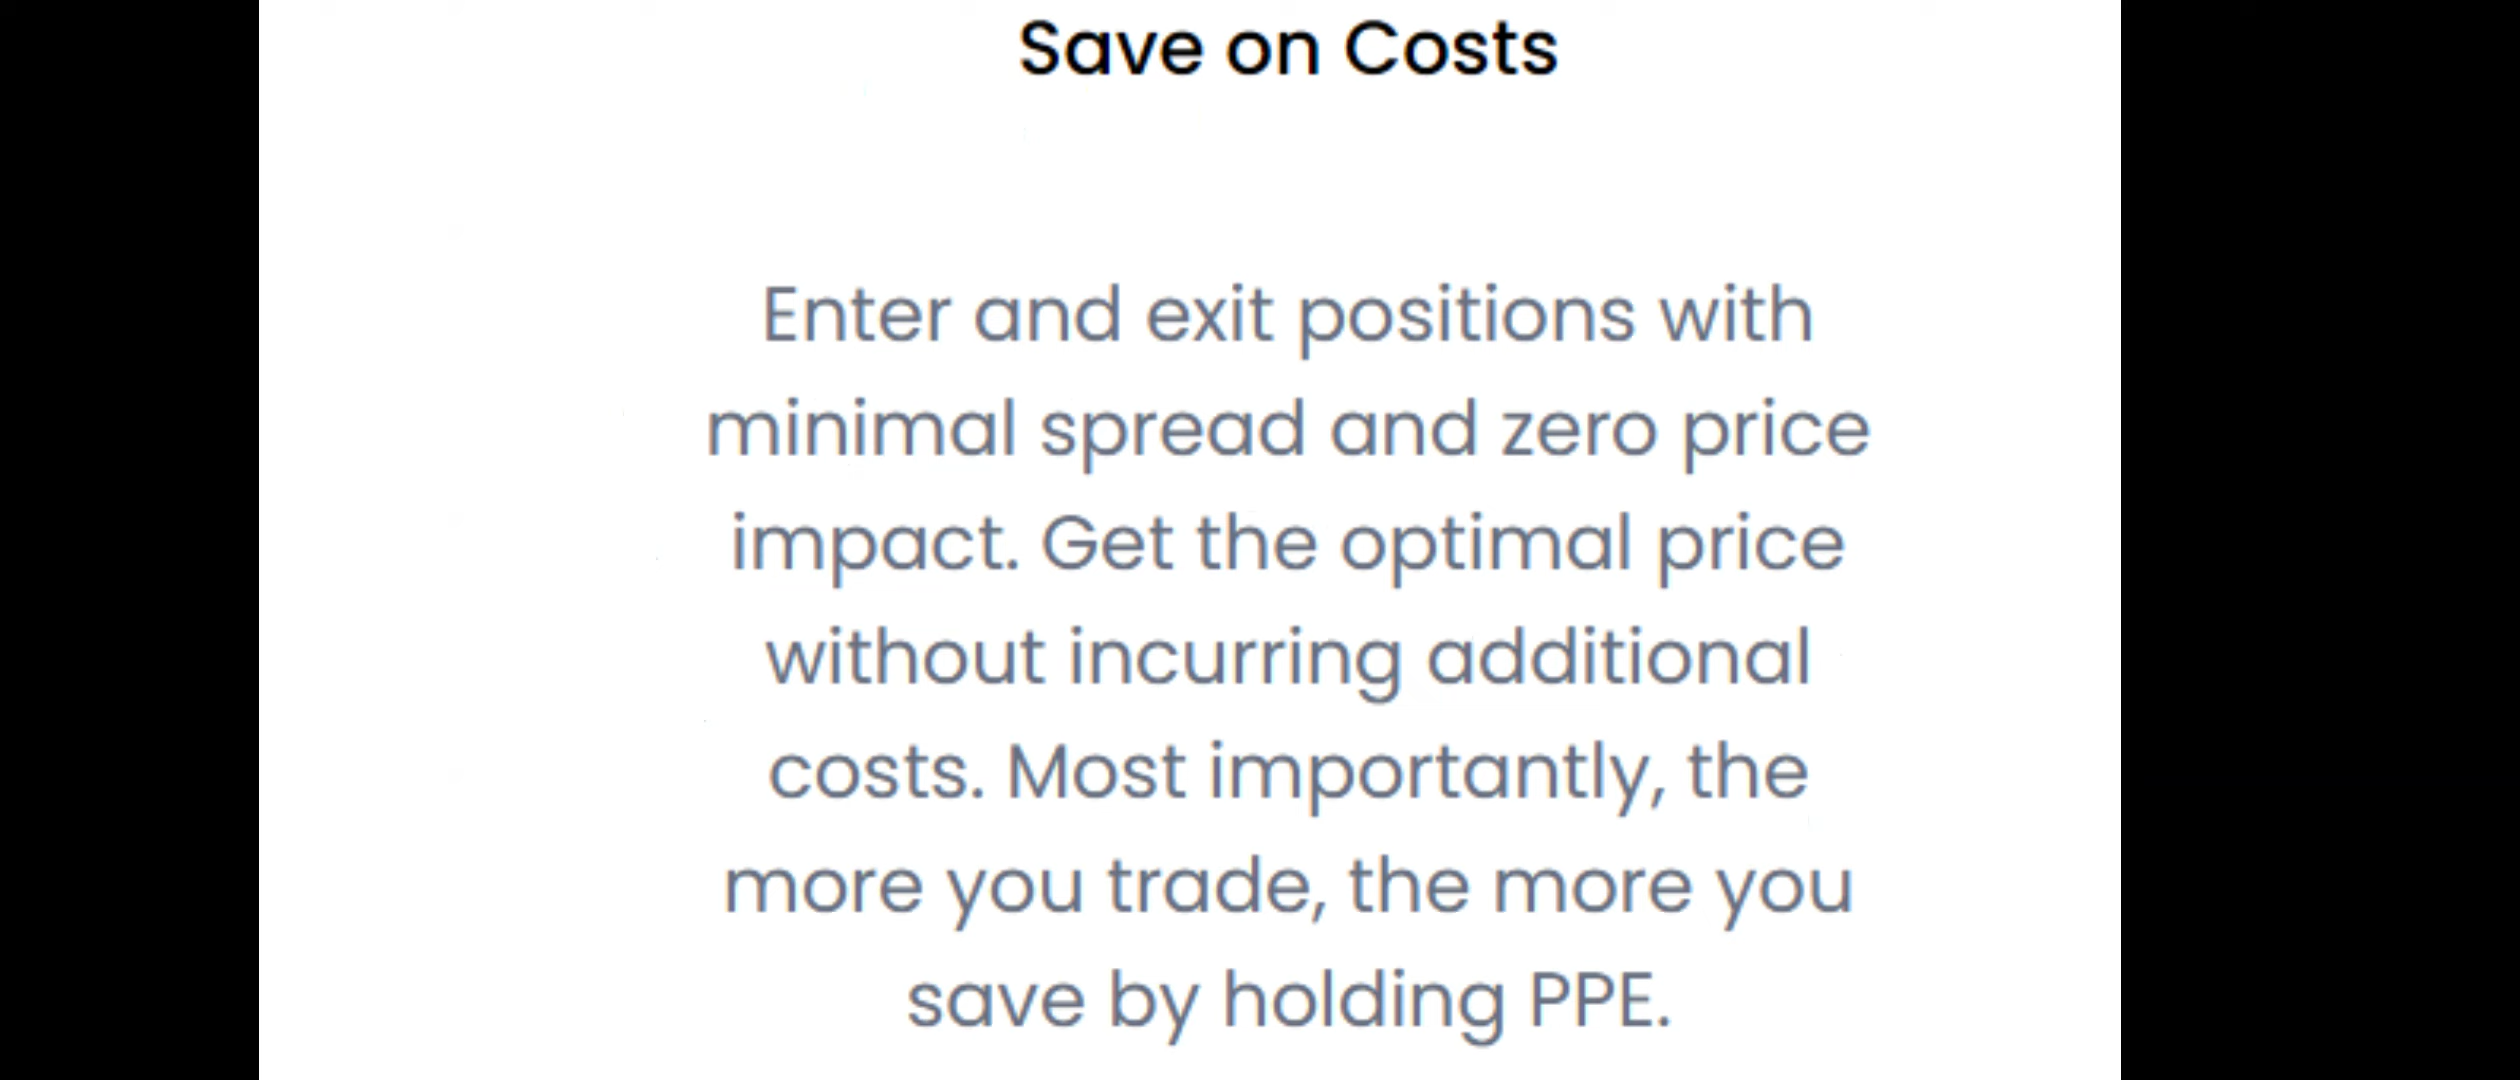 Save on Costs
Enter and exit positions with
minimal spread and zero price
impact. Get the optimal price
without incurring additional
costs. Most importantly, the
more you trade, the more you
save by holding PPE.